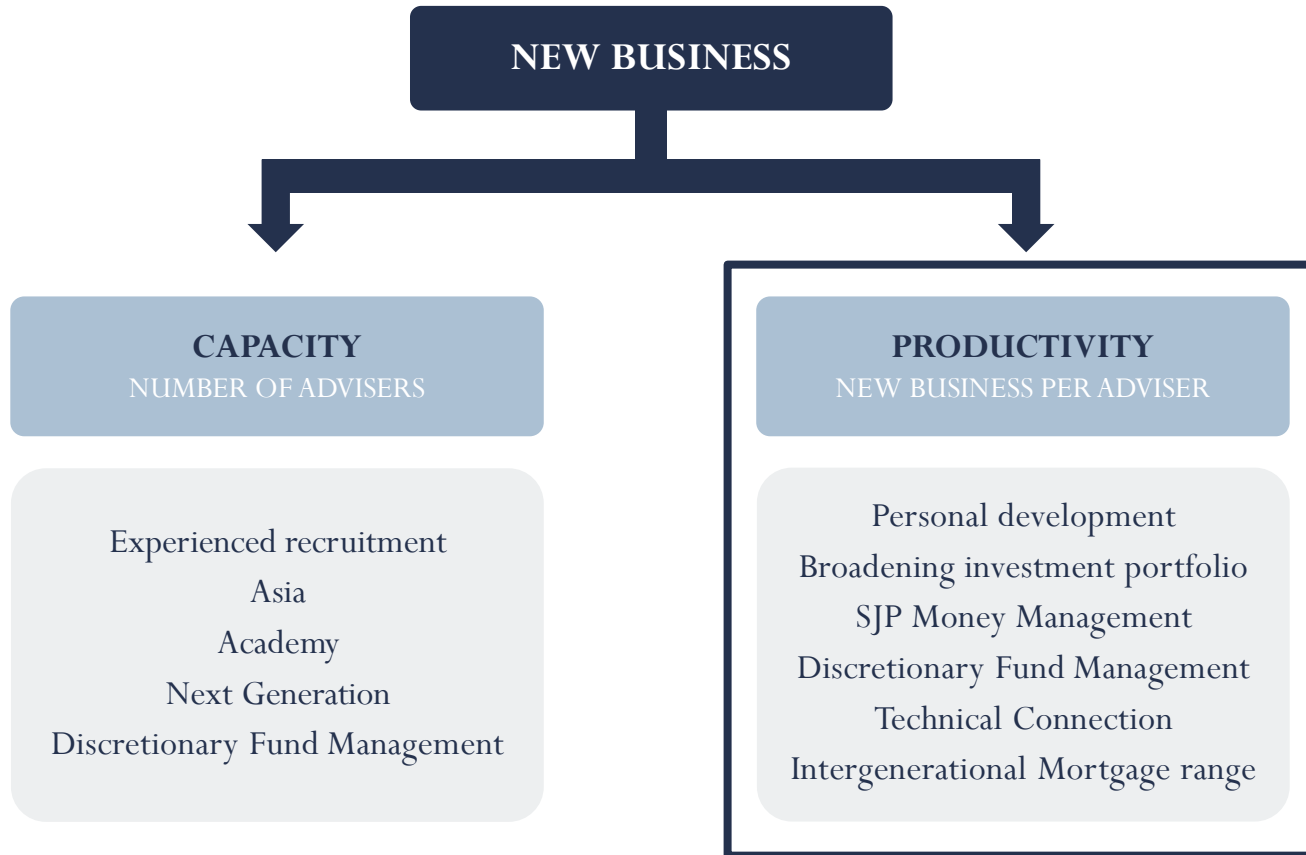 NEW BUSINESS
CAPACITY
NUMBER OF ADVISERS
Experienced recruitment
Asia
Academy
Next Generation
Discretionary Fund Management
PRODUCTIVITY
NEW BUSINESS PER ADVISER
Personal development
Broadening investment portfolio
SJP Money Management
Discretionary Fund Management
Technical Connection
Intergenerational Mortgage range